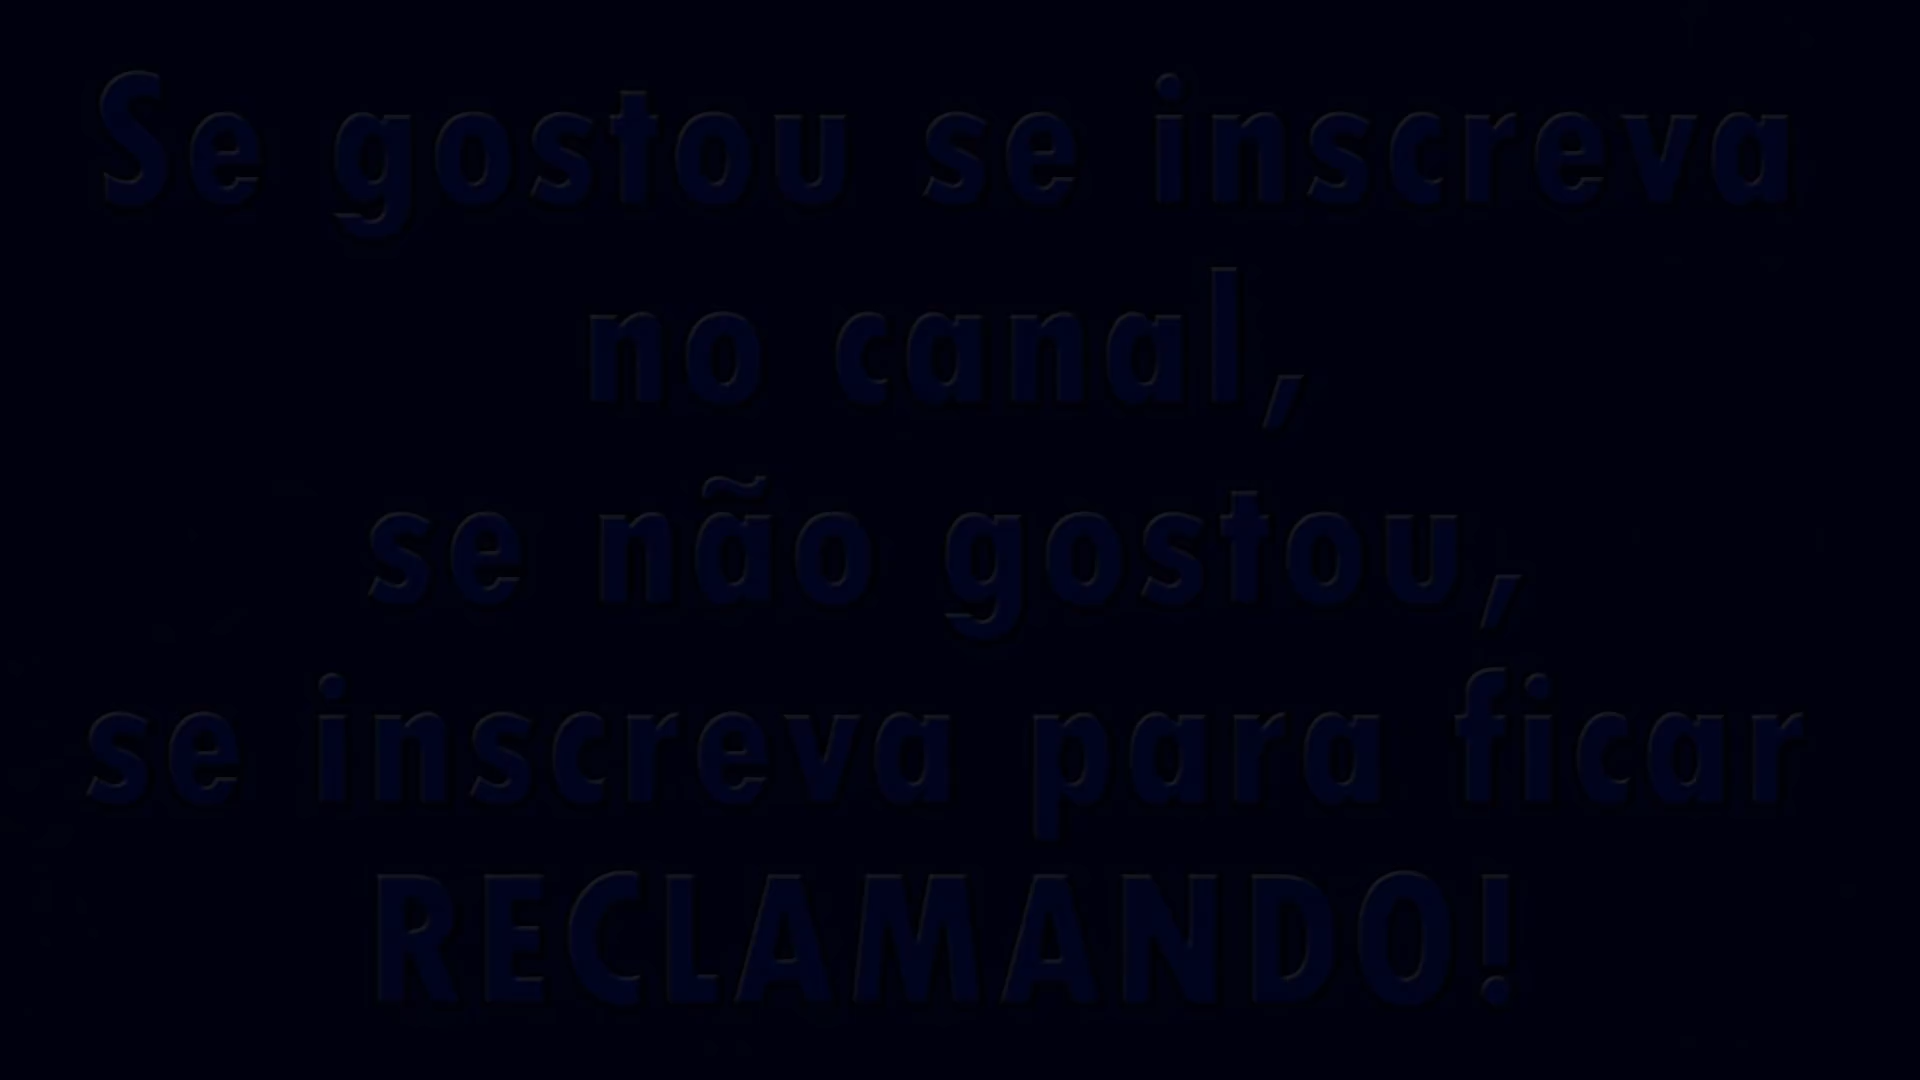 Se gostou se inscreva
no canal,
se não gostou,
se inscreva para ficar
RECLAMANDO!